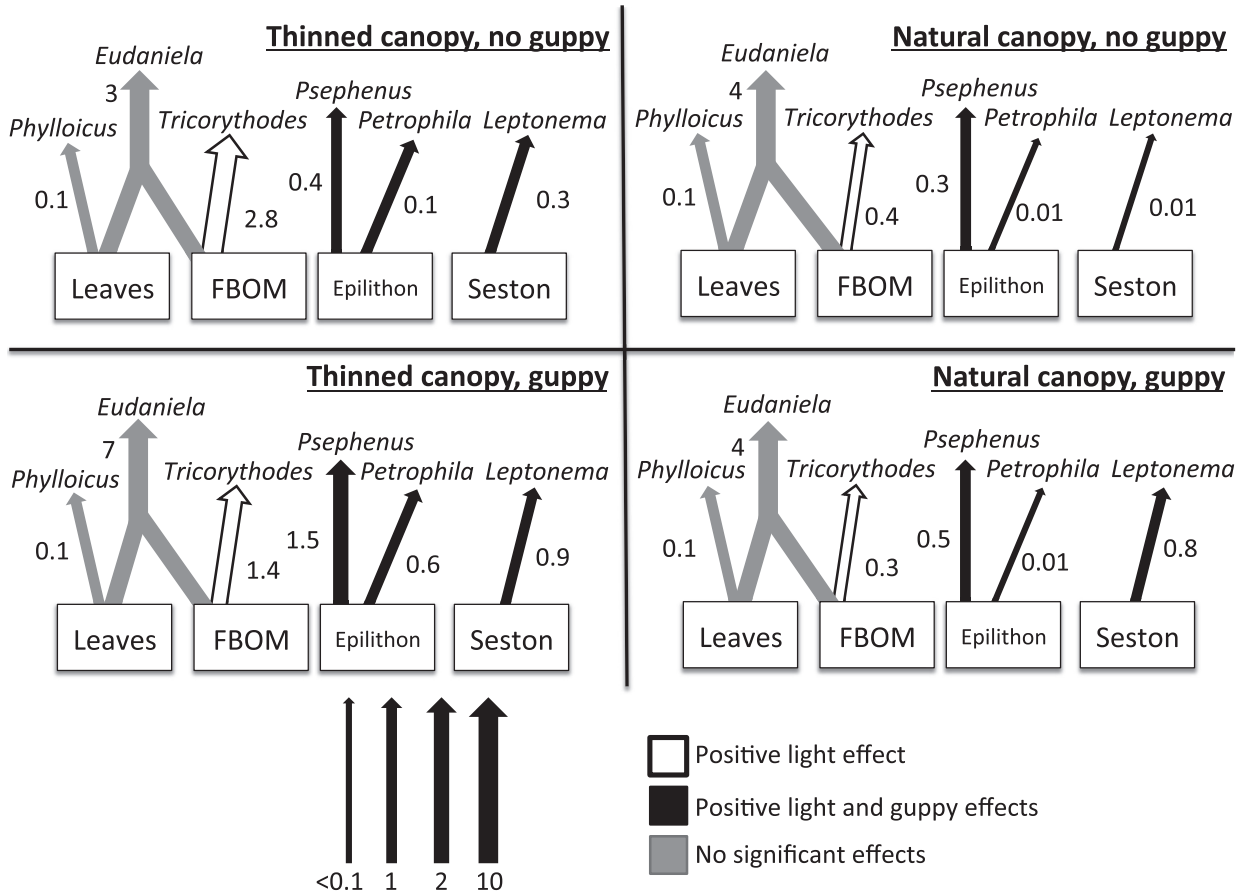 Thinned canopy, no guppy
Eudaniela
3
Phylloicus
Tricorythodes
Psephenus
Petrophila
Leptonema
0.1
2.8
0.4
0.1
0.3
Leaves
FBOM
Epilithon
Seston
Natural canopy, no guppy
Eudaniela
4
Phylloicus
Tricorythodes
Psephenus
Petrophila
Leptonema
0.1
0.4
0.3
0.01
0.01
Leaves
FBOM
Epilithon
Seston
Thinned canopy, guppy
Eudaniela
7
Phylloicus
Tricorythodes
Psephenus
Petrophila
Leptonema
0.1
1.4
1.5
0.6
0.9
Leaves
FBOM
Epilithon
Seston
Natural canopy, guppy
Eudaniela
4
Phylloicus
Tricorythodes
Psephenus
Petrophila
Leptonema
0.1
0.3
0.5
0.01
0.8
Leaves
FBOM
Epilithon
Seston
<0.1 1 2 10
Positive light effect
Positive light and guppy effects
No significant effects